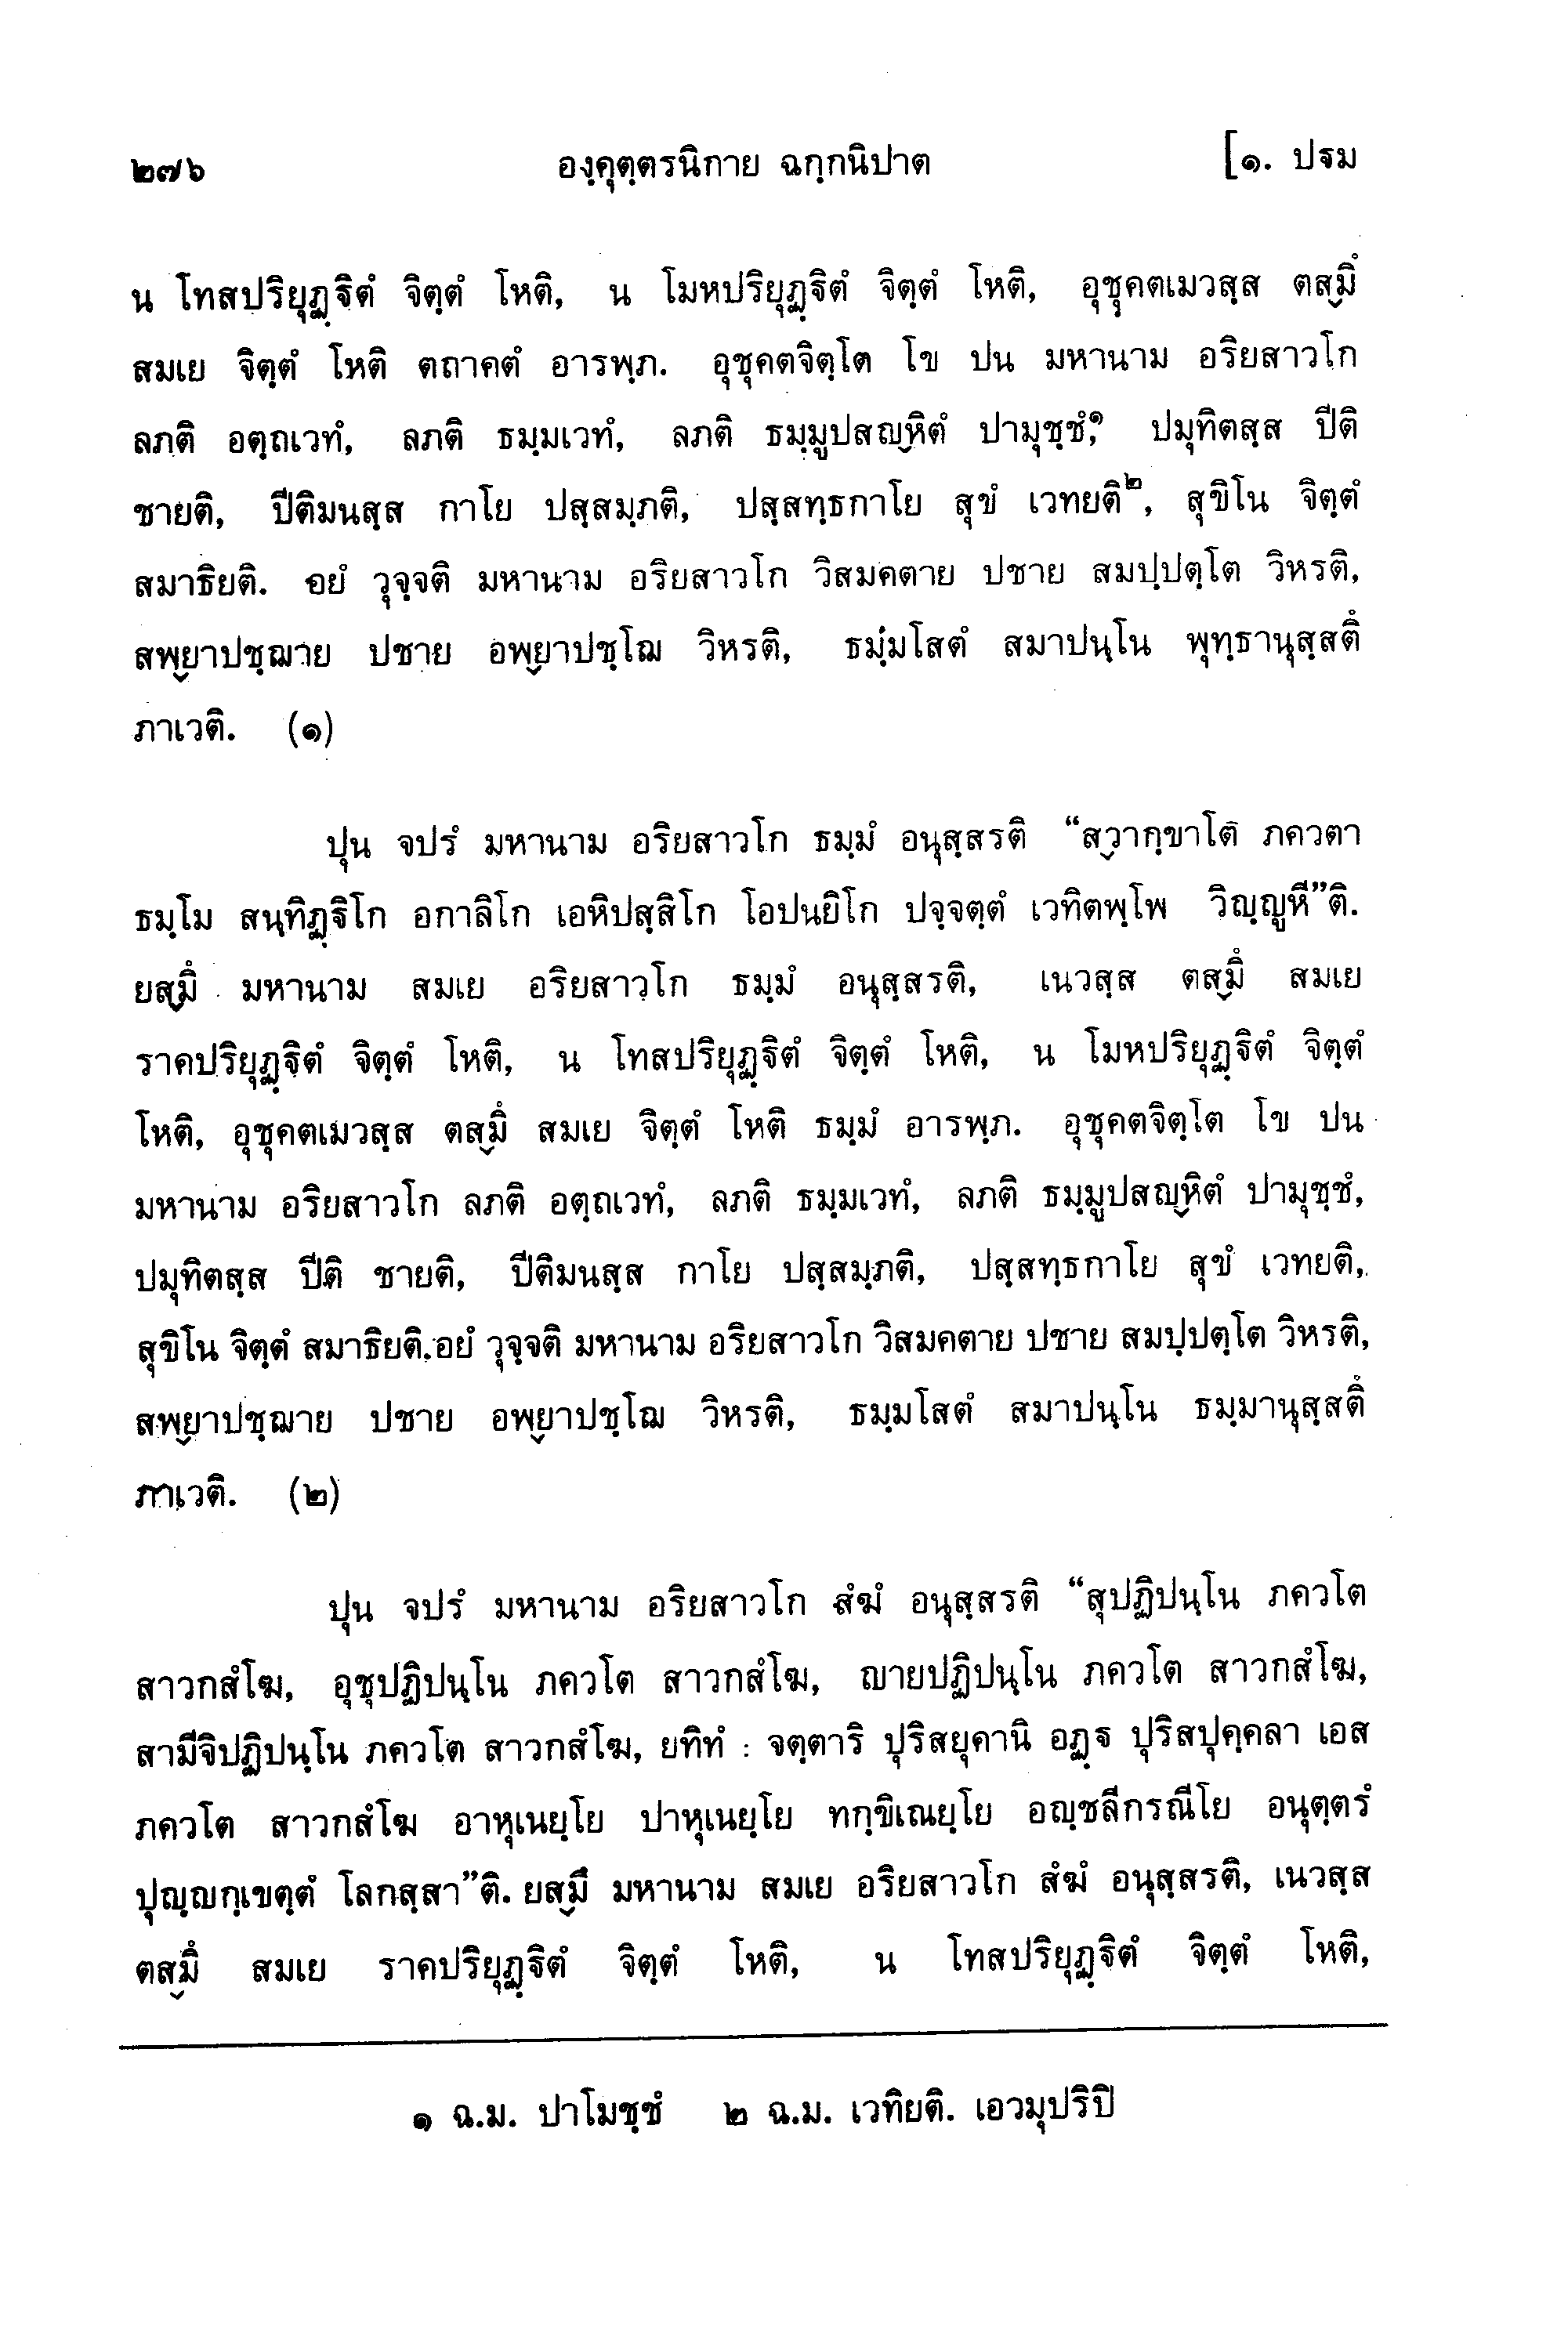 ๒๗๖ องฺคุตฺตรนิกาย ฉกฺกนิปาต [๑. ปฐม
น โทสปริยุฏฺฐิตํ จิตฺตํ โหติ, น โมหปริยุฏฺฐิตํ จิตฺตํ โหติ, อุชุคตเมวสฺส ตสฺมิํ
สมเย จิตฺตํ โหติ ตถาคตํ อารพฺภ. อุชุคตจิตฺโต โข ปน มหานาม อริยสาวโก
ลภติ อตฺถเวทํ, ลภติ ธมฺมเวทํ, ลภติ ธมฺมูปสญฺหิตํ ปามุชฺชํ,๑ ปมุทิตสฺส ปีติ
ชายติ, ปีติมนสฺส กาโย ปสฺสมฺภติ, ปสฺสทฺธกาโย สุขํ เวทยติ๒, สุขิโน จิตฺตํ
สมาธิยติ. อยํ วุจฺจติ มหานาม อริยสาวโก วิสมคตาย ปชาย สมปฺปตฺโต วิหรติ,
สพฺยาปชฺฌาย ปชาย อพฺยาปชฺโฌ วิหรติ, ธมฺมโสตํ สมาปนฺโน พุทฺธานุสฺสติํ
ภาเวติ. (๑)
ปุน จปรํ มหานาม อริยสาวโก ธมฺมํ อนุสฺสรติ “สฺวากฺขาโต ภควตา
ธมฺโม สนฺทิฏฺฐิโก อกาลิโก เอหิปสฺสิโก โอปนยิโก ปจฺจตฺตํ เวทิตพฺโพ วิญฺญูหี”ติ.
ยสฺมิํ มหานาม สมเย อริยสาวโก ธมฺมํ อนุสฺสรติ, เนวสฺส ตสฺมิํ สมเย
ราคปริยุฏฺฐิตํ จิตฺตํ โหติ, น โทสปริยุฏฺฐิตํ จิตฺตํ โหติ, น โมหปริยุฏฺฐิตํ จิตฺตํ
โหติ, อุชุคตเมวสฺส ตสฺมิํ สมเย จิตฺตํ โหติ ธมฺมํ อารพฺภ. อุชุคตจิตฺโต โข ปน
มหานาม อริยสาวโก ลภติ อตฺถเวทํ, ลภติ ธมฺมเวทํ, ลภติ ธมฺมูปสญฺหิตํ ปามุชฺชํ,
ปมุทิตสฺส ปีติ ชายติ, ปีติมนสฺส กาโย ปสฺสมฺภติ, ปสฺสทฺธกาโย สุขํ เวทยติ,
สุขิโน จิตฺตํ สมาธิยติ. อยํ วุจฺจติ มหานาม อริยสาวโก วิสมคตาย ปชาย สมปฺปตฺโต วิหรติ,
สพฺยาปชฺฌาย ปชาย อพฺยาปชฺโฌ วิหรติ, ธมฺมโสตํ สมาปนฺโน ธมฺมานุสฺสติํ
ภาเวติ. (๒)
ปุน จปรํ มหานาม อริยสาวโก สํฆํ อนุสฺสรติ “สุปฏิปนฺโน ภควโต
สาวกสํโฆ, อุชุปฏิปนฺโน ภควโต สาวกสํโฆ, ญายปฏิปนฺโน ภควโต สาวกสํโฆ,
สามีจิปฏิปนฺโน ภควโต สาวกสํโฆ, ยทิทํ : จตฺตาริ ปุริสยุคานิ อฏฺฐ ปุริสปุคฺคลา เอส
ภควโต สาวกสํโฆ อาหุเนยฺโย ปาหุเนยฺโย ทกฺขิเณยฺโย อญฺชลีกรณีโย อนุตฺตรํ
ปุญฺญกฺเขตฺตํ โลกสฺสา”ติ. ยสฺมิํ มหานาม สมเย อริยสาวโก สํฆํ อนุสฺสรติ, เนวสฺส
ตสฺมิํ สมเย ราคปริยุฏฺฐิตํ จิตฺตํ โหติ, น โทสปริยุฏฺฐิตํ จิตฺตํ โหติ,
๑ ฉ.ม. ปาโมชฺชํ ๒ ฉ.ม. เวทิยติ. เอวมุปริปิ